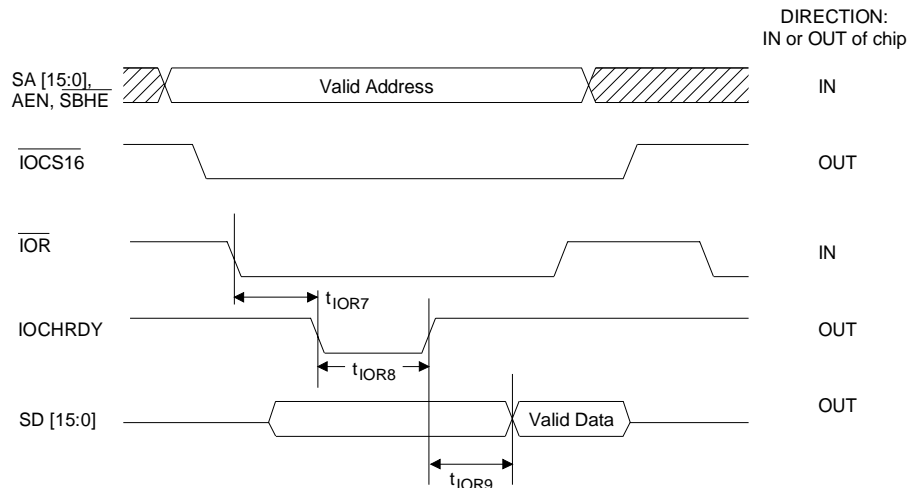 DIRECTION:
IN or OUT of chip
SA [15:0],
AEN, SBHE
Valid Address
IN
IOCS16
OUT
IOR
IN
tIOR7
IOCHRDY
OUT
tIOR8
SD [15:0]
Valid Data
OUT
tIOR9